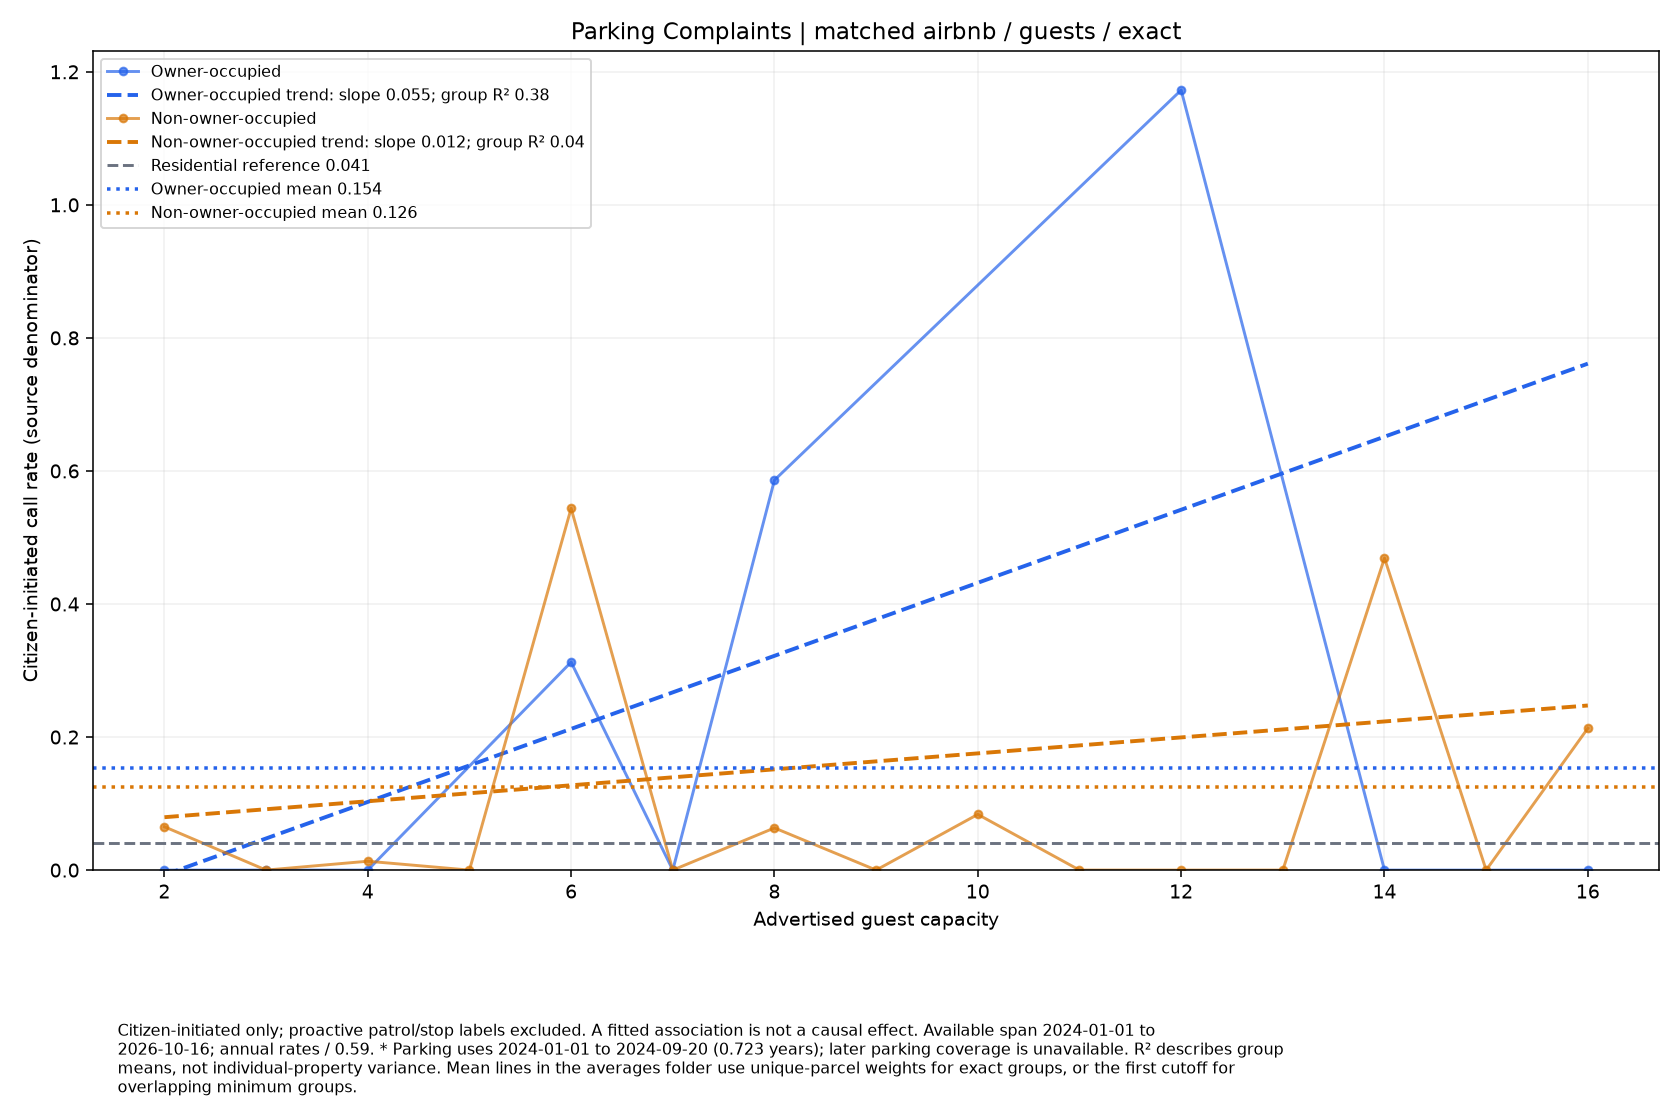 Parking Complaints | matched airbnb / guests / exact
Owner-occupied
Owner-occupied trend: slope 0.055; group R² 0.38
Non-owner-occupied
Non-owner-occupied trend: slope 0.012; group R² 0.04
Residential reference 0.041
Owner-occupied mean 0.154
Non-owner-occupied mean 0.126
Citizen-initiated call rate (source denominator)
1.2
1.0
0.8
0.6
0.4
0.2
0.0
2 4 6 8 10 12 14 16
Advertised guest capacity
Citizen-initiated only; proactive patrol/stop labels excluded. A fitted association is not a causal effect. Available span 2024-01-01 to
2026-10-16; annual rates / 0.59. * Parking uses 2024-01-01 to 2024-09-20 (0.723 years); later parking coverage is unavailable. R² describes group
means, not individual-property variance. Mean lines in the averages folder use unique-parcel weights for exact groups, or the first cutoff for
overlapping minimum groups.